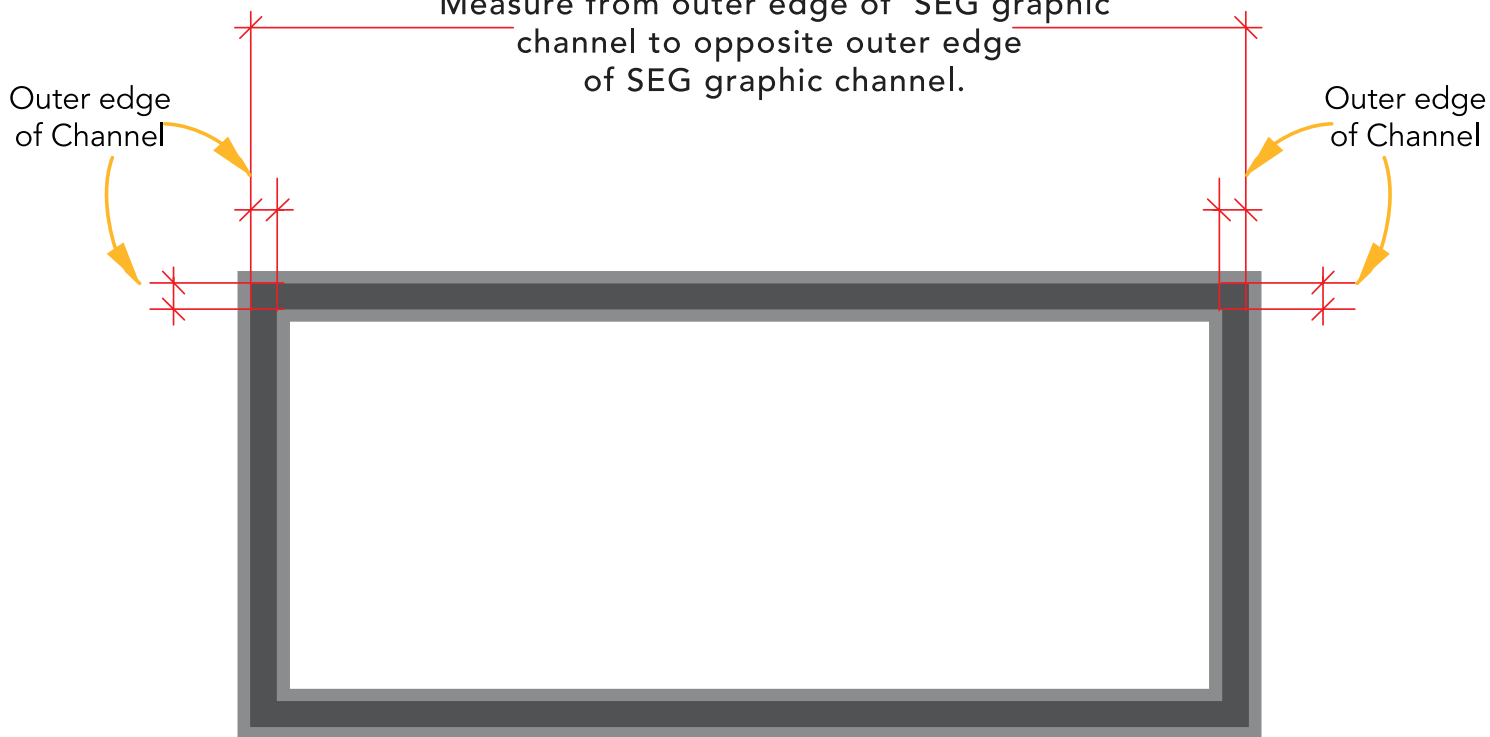 Measure from outer edge of SEG graphic
channel to opposite outer edge
of SEG graphic channel.
Outer edge
of Channel
Outer edge
of Channel